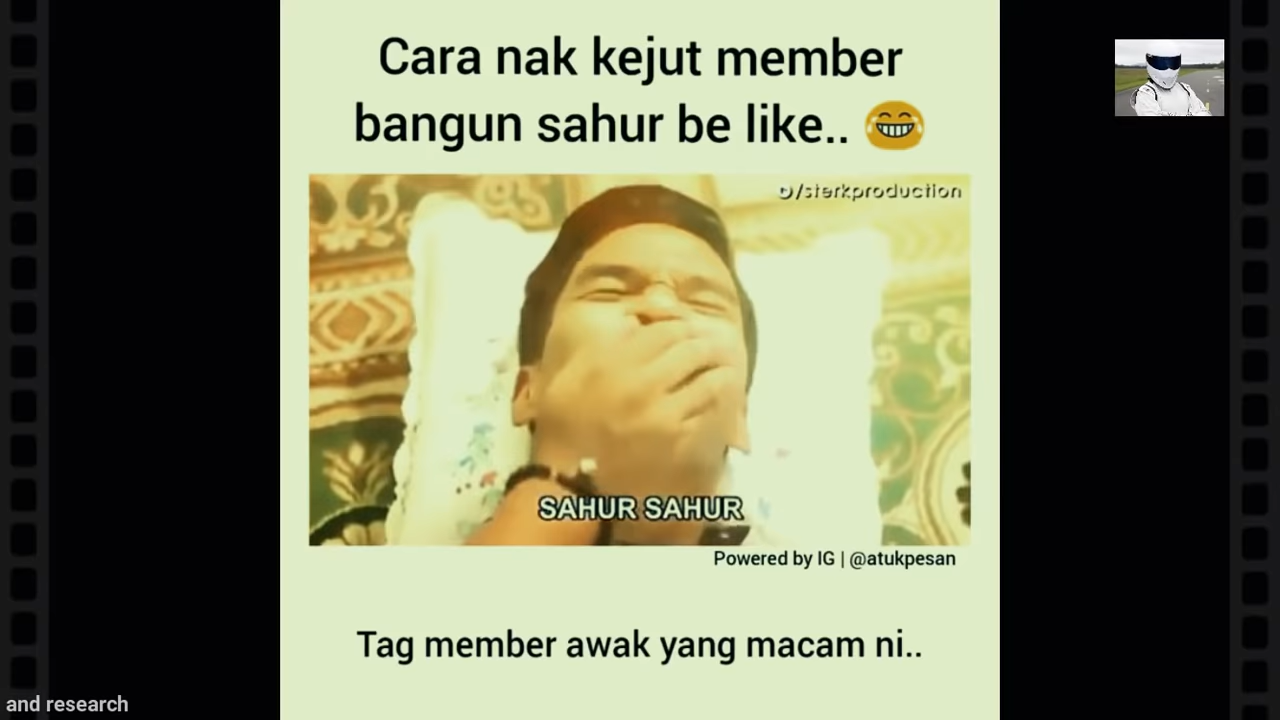 Cara nak kejut member
bangun sahur be like.. 😂
/sterkproduction
SAHUR SAHUR
Powered by IG | @atukpesan
Tag member awak yang macam ni..
and research